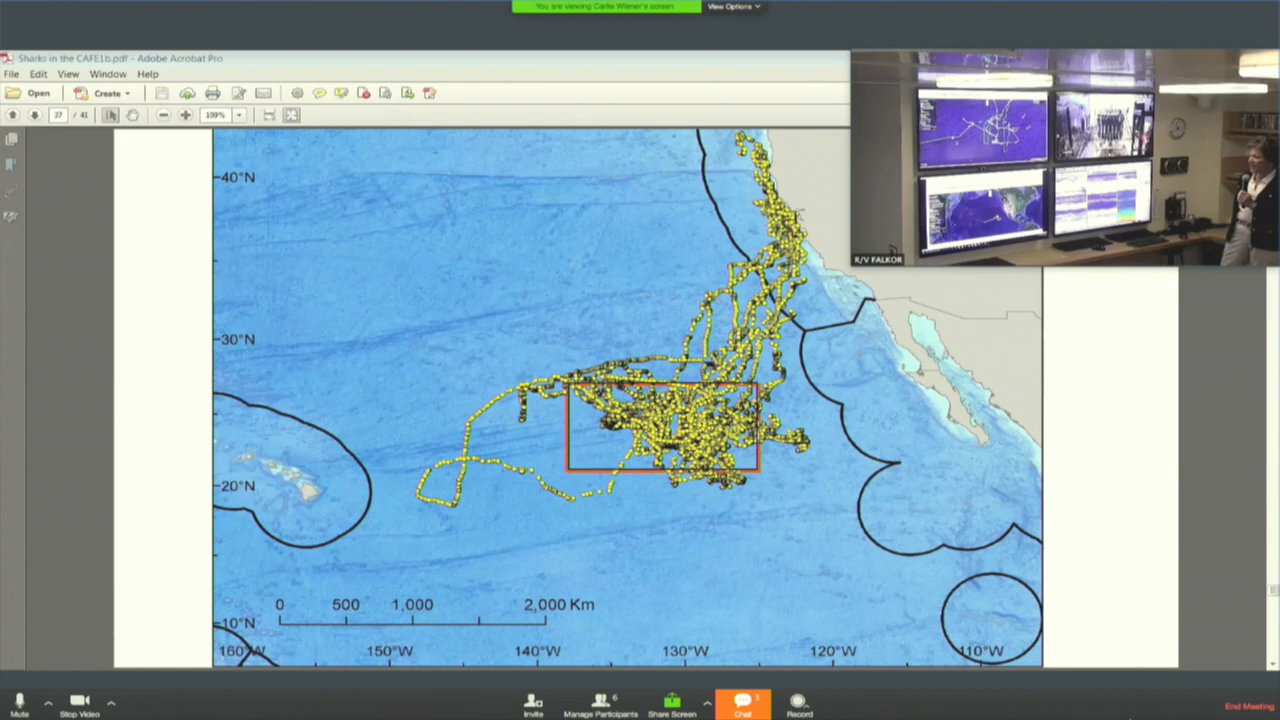 You are viewing Carlie Wiener's screen
View Options
Sharks in the CAFE1b.pdf - Adobe Acrobat Pro
File Edit View Window Help
Open
Create
37 / 41
109%
R/V FALKOR
40°N
30°N
20°N
0 500 1,000 2,000 Km
10°N
160°W 150°W 140°W 130°W 120°W 110°W
6
3
Mute
Stop Video
Invite
Manage Participants
Share Screen
Chat
Record
End Meeting